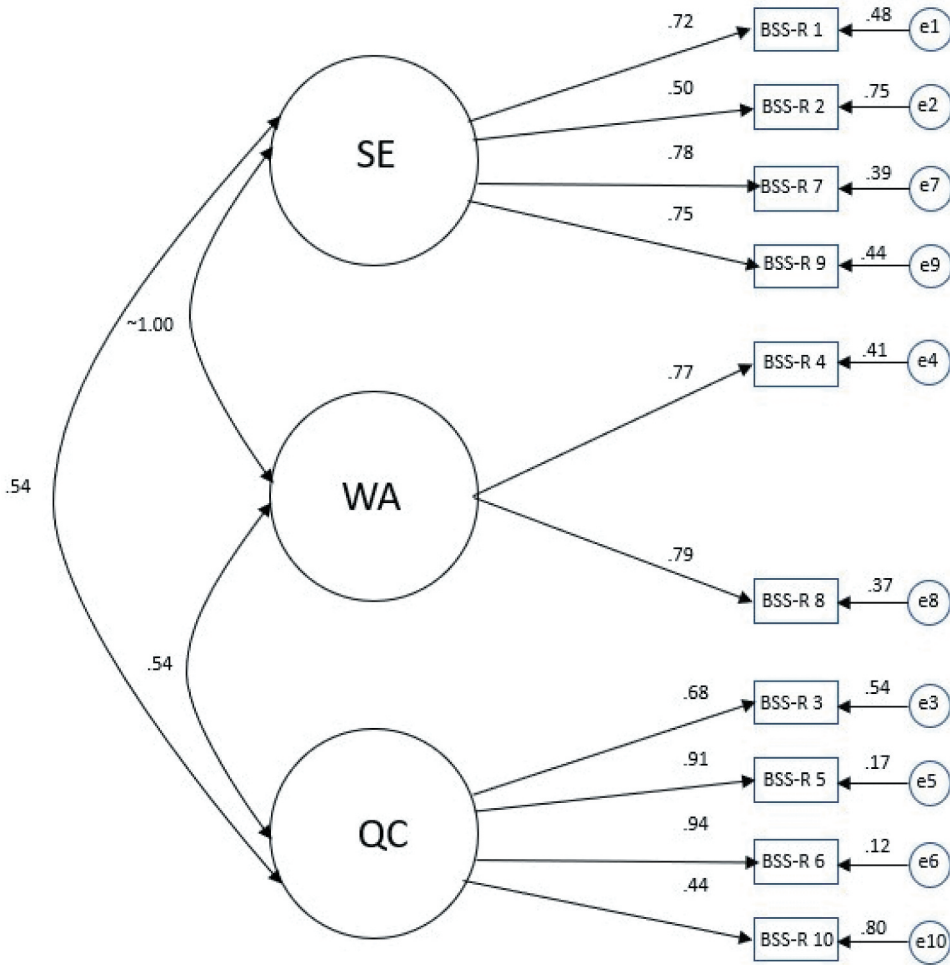 .72 BSS-R 1 .48 e1
.50 BSS-R 2 .75 e2
SE
.78 BSS-R 7 .39 e7
.75 BSS-R 9 .44 e9
~1.00
.77 BSS-R 4 .41 e4
.54
WA
.79 BSS-R 8 .37 e8
.54
.68 BSS-R 3 .54 e3
.91 BSS-R 5 .17 e5
QC
.94 BSS-R 6 .12 e6
.44 BSS-R 10 .80 e10